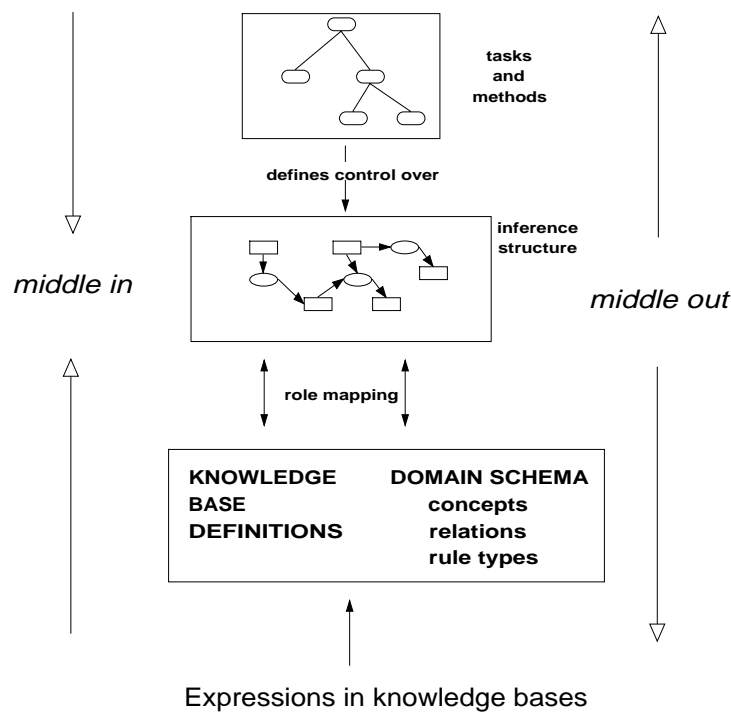 tasks
and
methods
defines control over
inference
structure
middle in
middle out
role mapping
KNOWLEDGE
BASE
DEFINITIONS
DOMAIN SCHEMA
concepts
relations
rule types
Expressions in knowledge bases